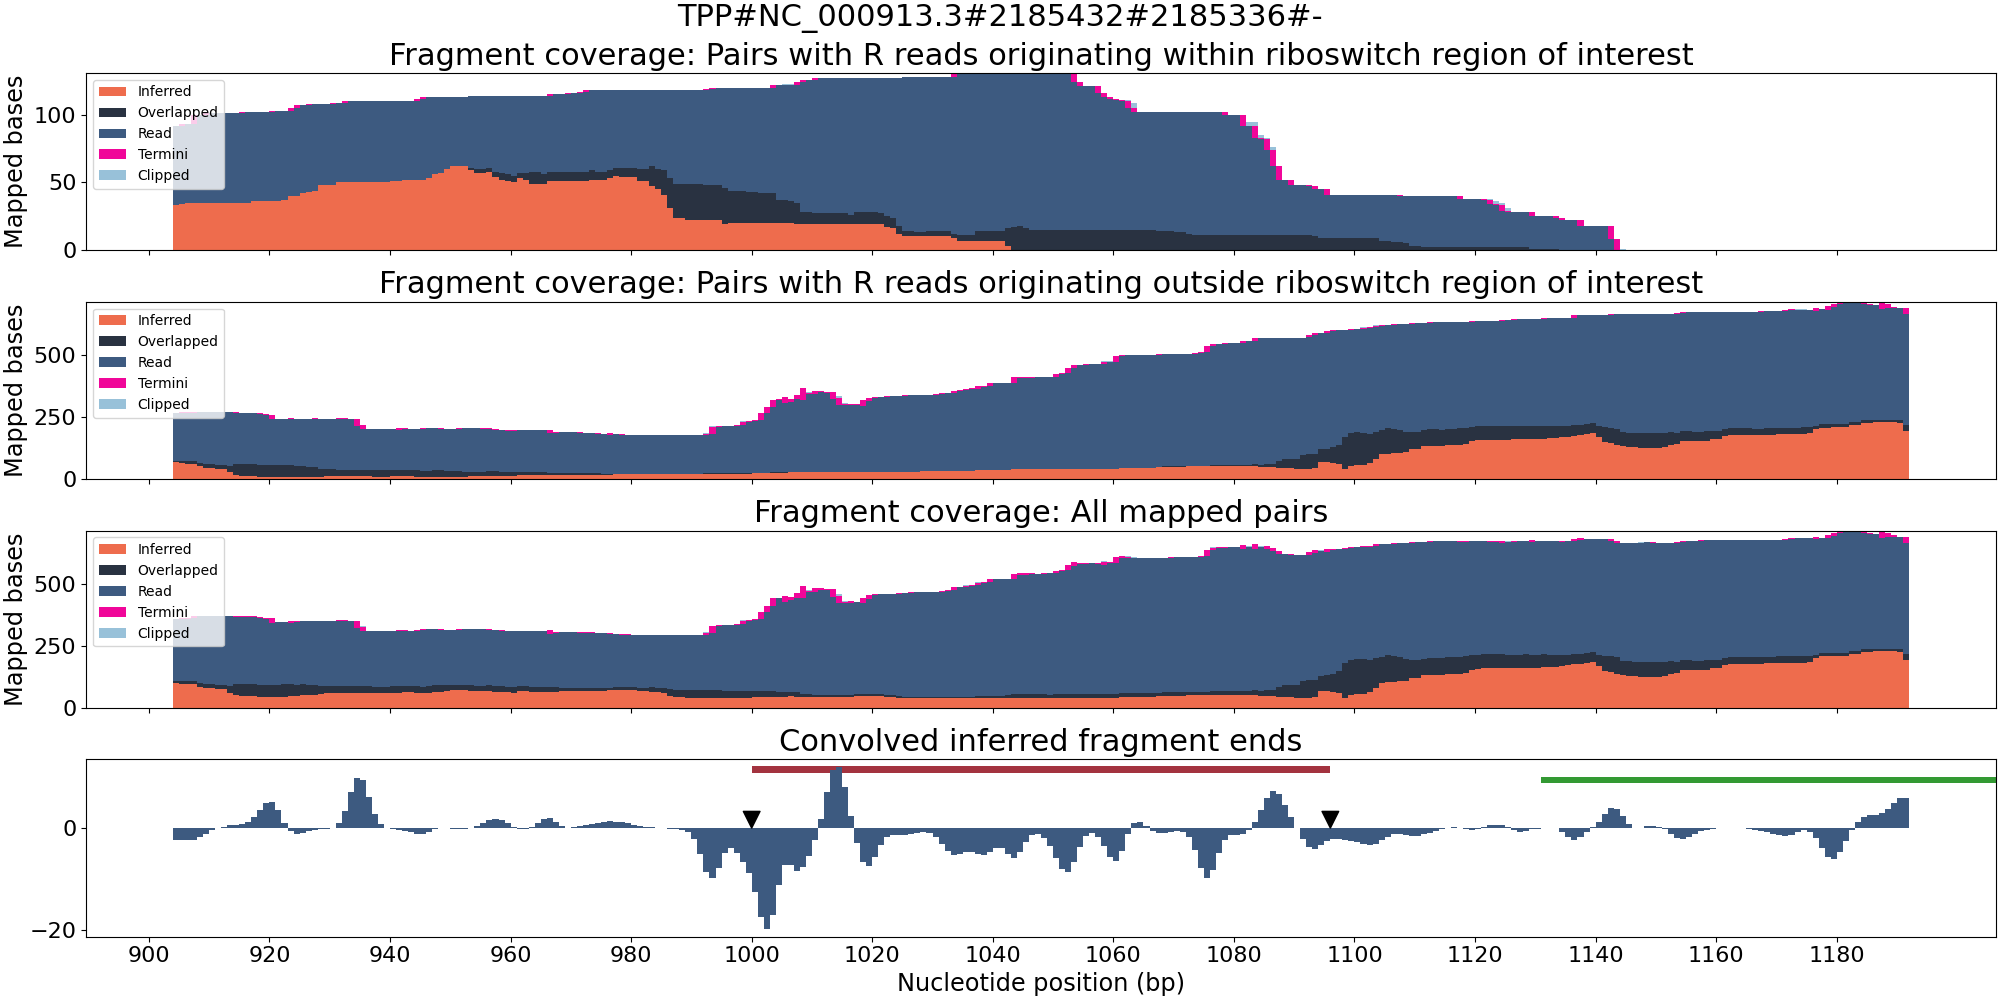 TPP#NC_000913.3#2185432#2185336#-
Fragment coverage: Pairs with R reads originating within riboswitch region of interest
Mapped bases
100
50
0
Inferred
Overlapped
Read
Termini
Clipped
Fragment coverage: Pairs with R reads originating outside riboswitch region of interest
Mapped bases
500
250
0
Inferred
Overlapped
Read
Termini
Clipped
Fragment coverage: All mapped pairs
Mapped bases
500
250
0
Inferred
Overlapped
Read
Termini
Clipped
Convolved inferred fragment ends
0
−20
900 920 940 960 980 1000 1020 1040 1060 1080 1100 1120 1140 1160 1180
Nucleotide position (bp)